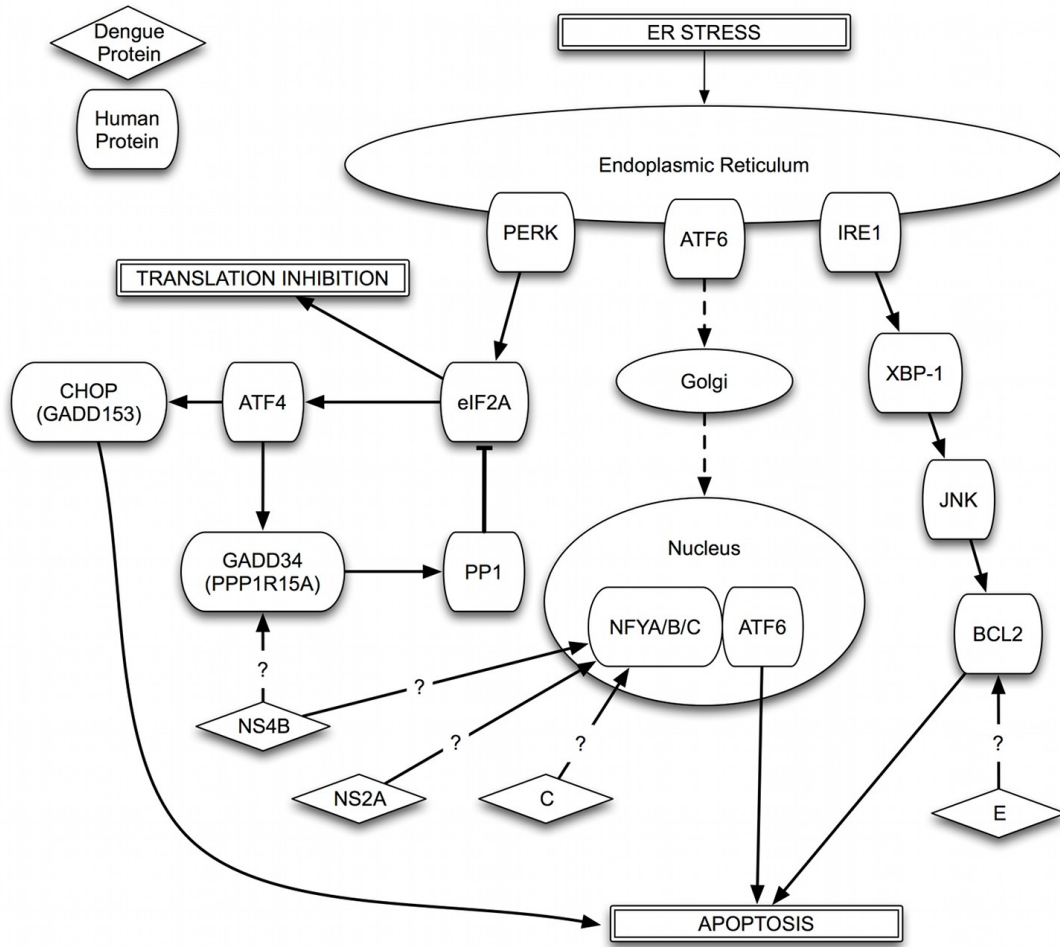 Dengue
Protein
Human
Protein
ER STRESS
Endoplasmic Reticulum
PERK
ATF6
IRE1
TRANSLATION INHIBITION
CHOP
(GADD153)
ATF4
eIF2A
Golgi
XBP-1
JNK
GADD34
(PPP1R15A)
PP1
Nucleus
NFYA/B/C
ATF6
BCL2
?
?
?
?
?
NS4B
NS2A
C
E
APOPTOSIS